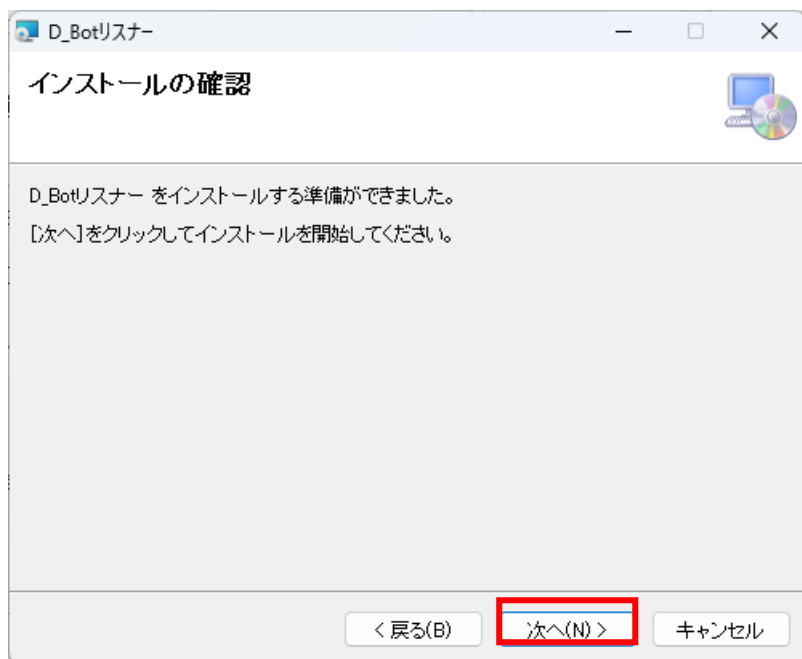 D_Botリスナー
インストールの確認
D_Botリスナー をインストールする準備ができました。
[次へ]をクリックしてインストールを開始してください。
< 戻る(B)
次へ(N) >
キャンセル